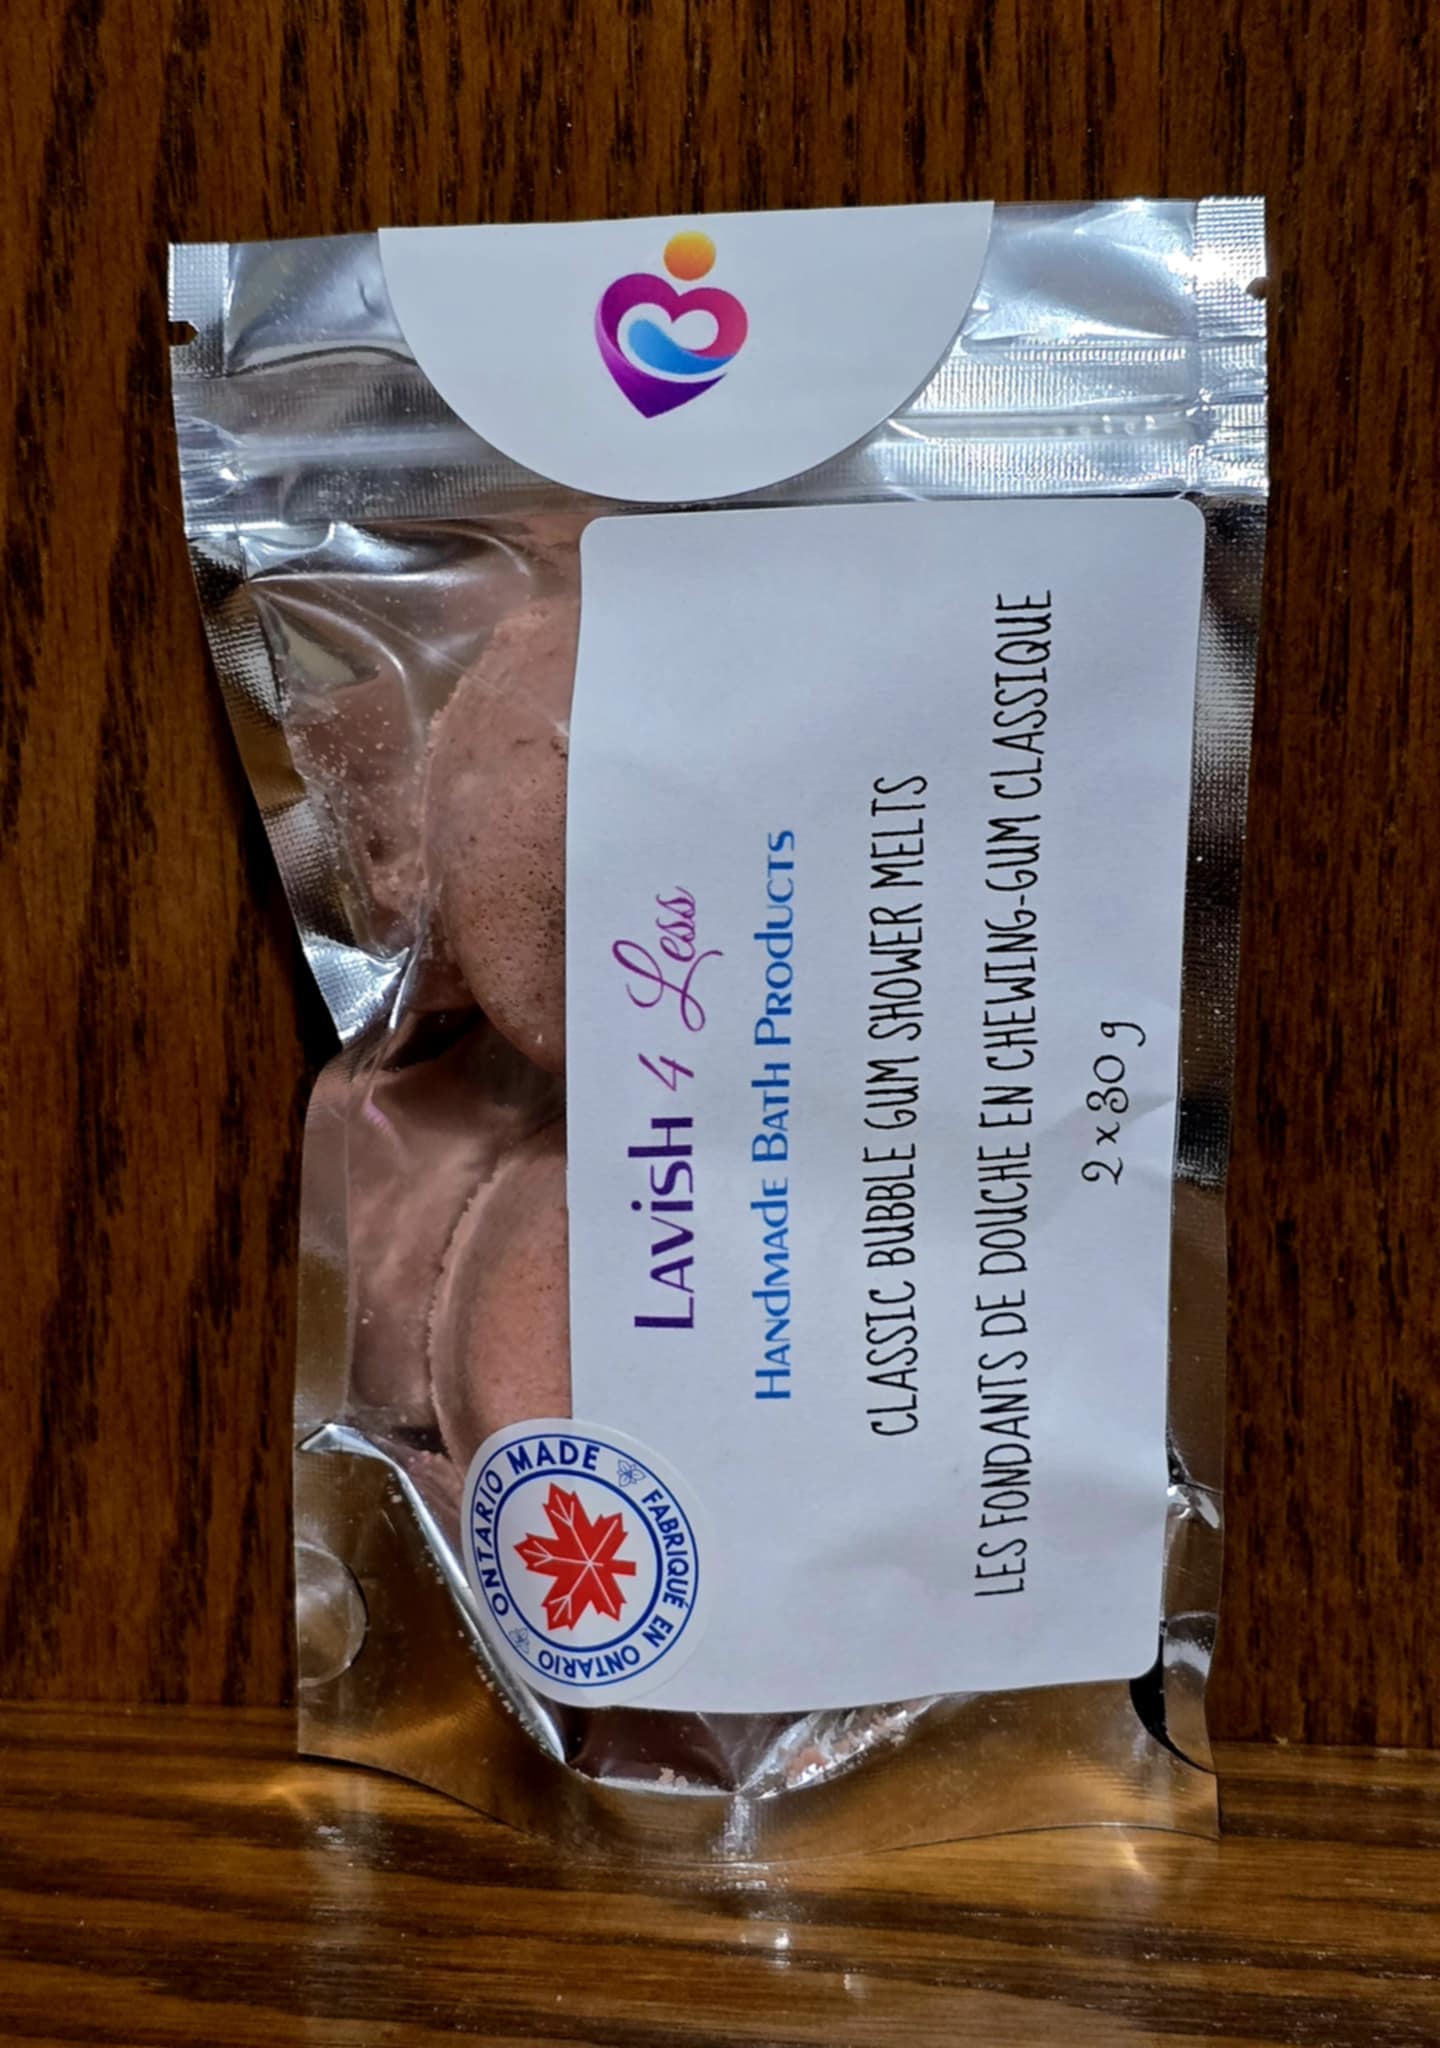 Lavish 4 Less
Handmade Bath Products
CLASSIC BUBBLE GUM SHOWER MELTS
LES FONDANTS DE DOUCHE EN CHEWING-GUM CLASSIQUE
2 x 30 g
ONTARIO MADE
FABRIQUÉ EN ONTARIO